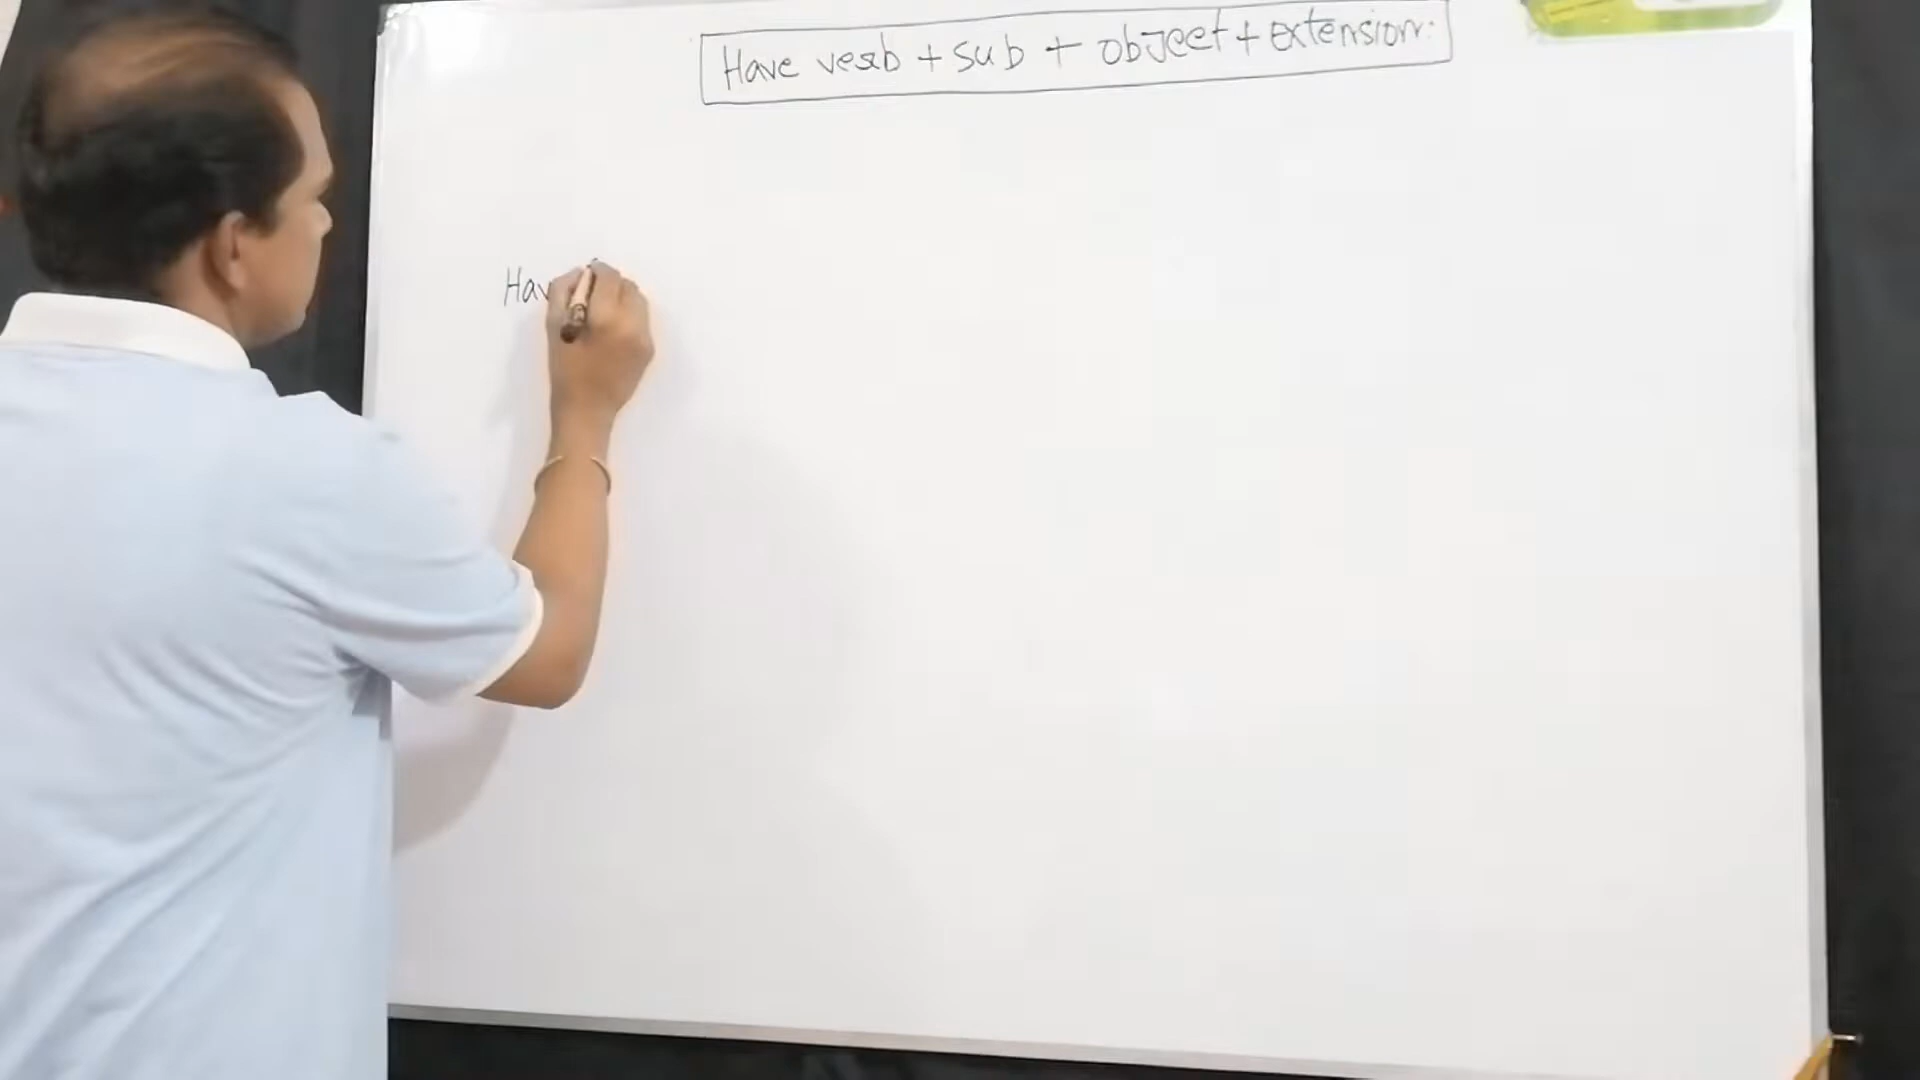 Have verb + sub + object + extension.
Hav